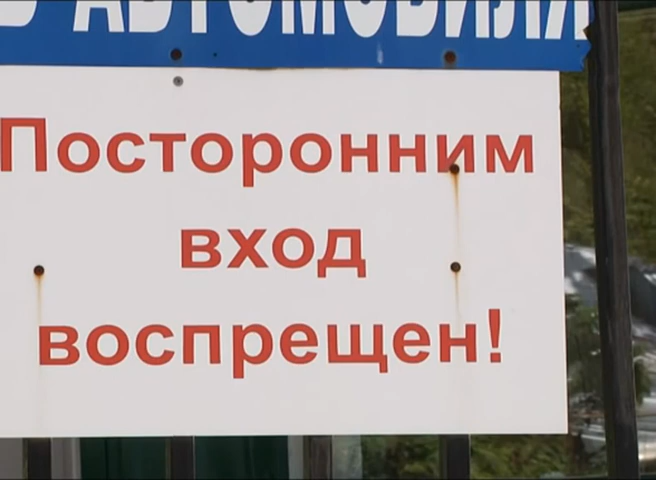 АВТОМОБИЛЯ
Посторонним
вход
воспрещен!